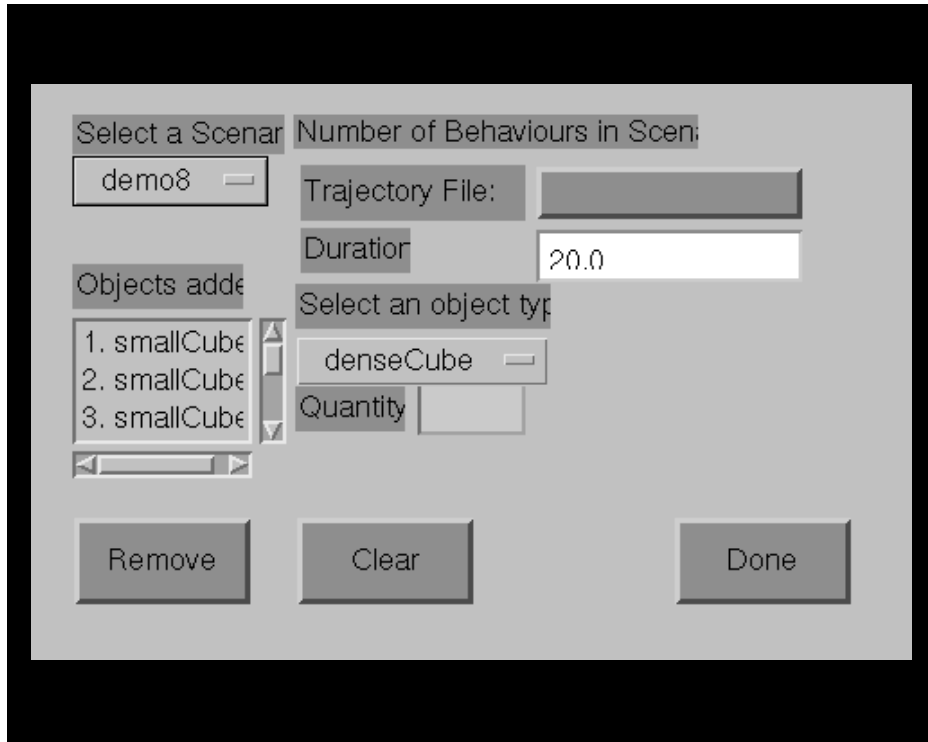 Select a Scenar
Number of Behaviours in Scen
demo8
Trajectory File:
Duration
20.0
Objects adde
Select an object typ
1. smallCube
2. smallCube
3. smallCube
denseCube
Quantity
Remove
Clear
Done